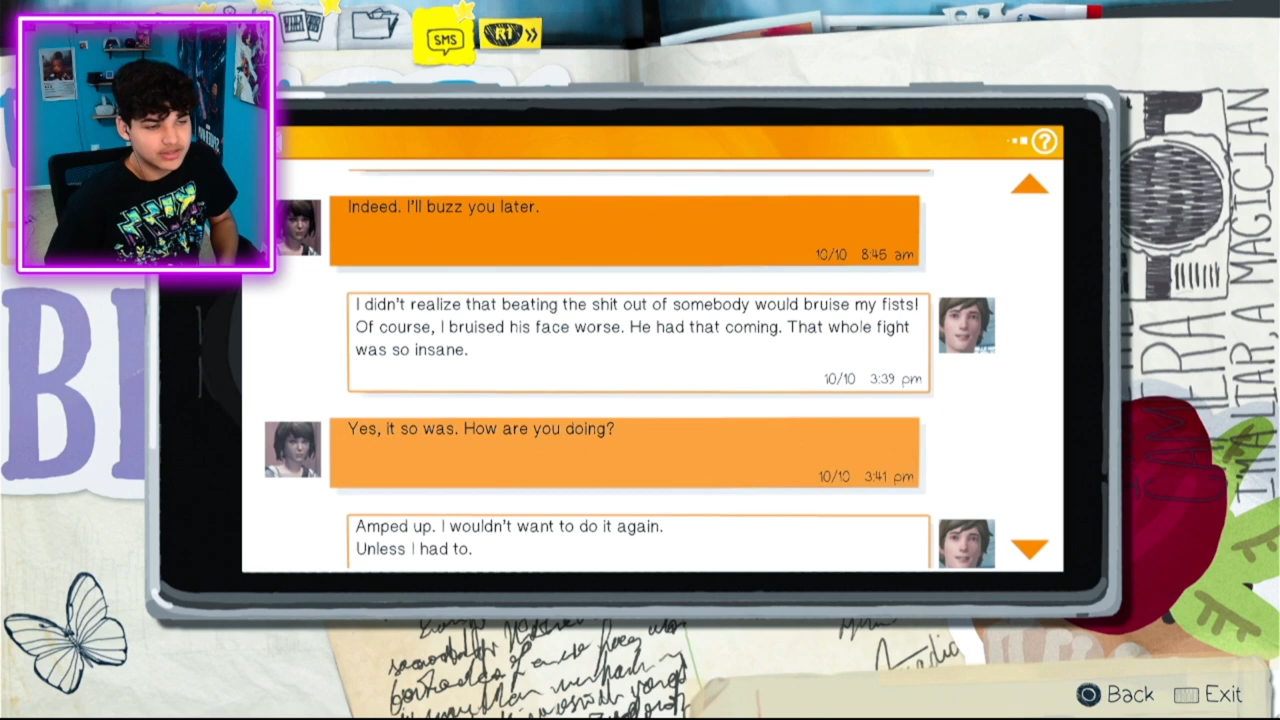 SMS
R1
?
Indeed. I'll buzz you later.
10/10 8:45 am
I didn't realize that beating the shit out of somebody would bruise my fists!
Of course, I bruised his face worse. He had that coming. That whole fight
was so insane.
10/10 3:39 pm
Yes, it so was. How are you doing?
10/10 3:41 pm
Amped up. I wouldn't want to do it again.
Unless I had to.
Back
Exit
A MAGICIAN